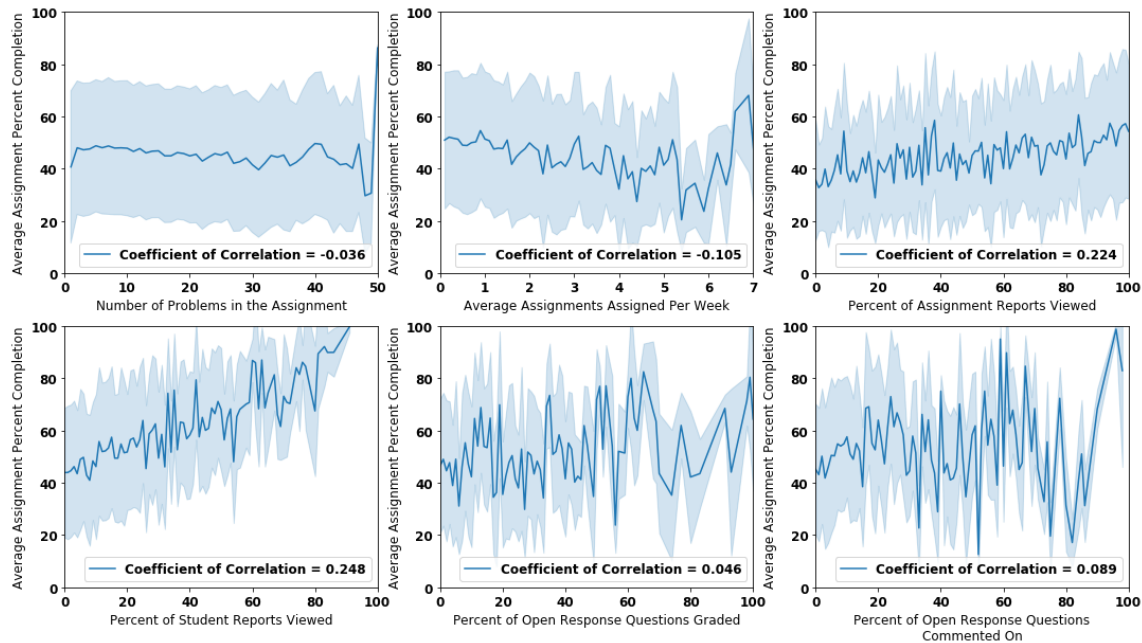 Average Assignment Percent Completion
100
80
60
40
20
0
Coefficient of Correlation = -0.036
0 10 20 30 40 50
Number of Problems in the Assignment
Average Assignment Percent Completion
100
80
60
40
20
0
Coefficient of Correlation = -0.105
0 1 2 3 4 5 6 7
Average Assignments Assigned Per Week
Average Assignment Percent Completion
100
80
60
40
20
0
Coefficient of Correlation = 0.224
0 20 40 60 80 100
Percent of Assignment Reports Viewed
Average Assignment Percent Completion
100
80
60
40
20
0
Coefficient of Correlation = 0.248
0 20 40 60 80 100
Percent of Student Reports Viewed
Average Assignment Percent Completion
100
80
60
40
20
0
Coefficient of Correlation = 0.046
0 20 40 60 80 100
Percent of Open Response Questions Graded
Average Assignment Percent Completion
100
80
60
40
20
0
Coefficient of Correlation = 0.089
0 20 40 60 80 100
Percent of Open Response Questions
Commented On